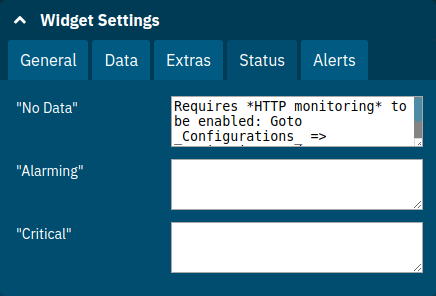 Widget Settings
General Data Extras Status Alerts
"No Data"
Requires *HTTP monitoring* to
be enabled: Goto
_Configurations_ =>
"Alarming"
"Critical"